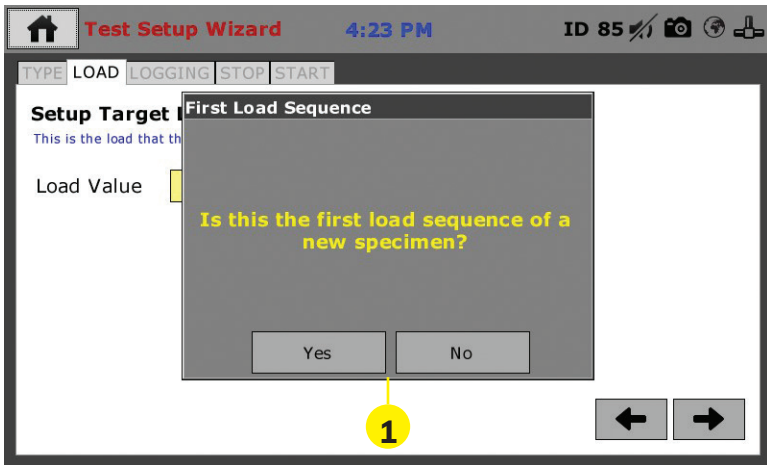 Test Setup Wizard 4:23 PM ID 85
TYPE LOAD LOGGING STOP START
Setup Target
First Load Sequence
This is the load that th
Load Value
Is this the first load sequence of a
new specimen?
Yes No
1